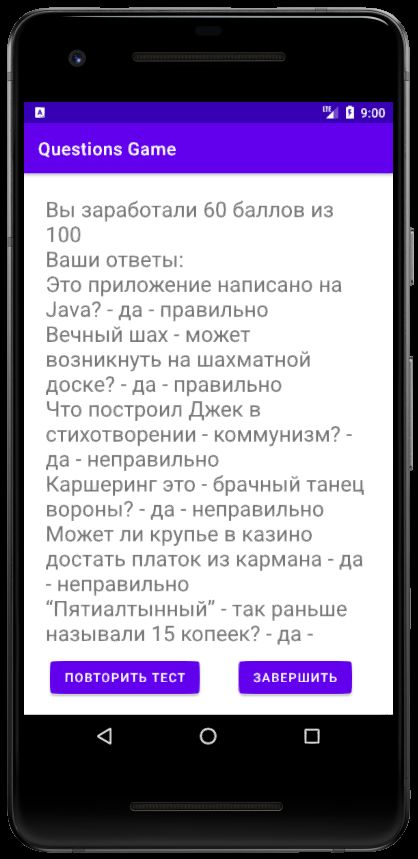 LTE 9:00
Questions Game
Вы заработали 60 баллов из
100
Ваши ответы:
Это приложение написано на
Java? - да - правильно
Вечный шах - может
возникнуть на шахматной
доске? - да - правильно
Что построил Джек в
стихотворении - коммунизм? -
да - неправильно
Каршеринг это - брачный танец
вороны? - да - неправильно
Может ли крупье в казино
достать платок из кармана - да
- неправильно
“Пятиалтынный” - так раньше
называли 15 копеек? - да -
ПОВТОРИТЬ ТЕСТ ЗАВЕРШИТЬ